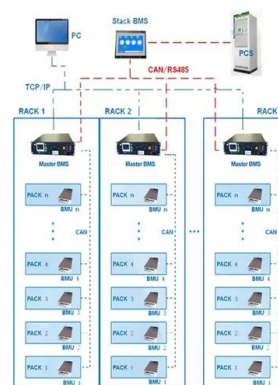 Stack BMS
PC
PCS
CAN/RS485
TCP/IP
RACK 1
RACK 2
RACK
Master BMS
Master BMS
Master BMS
PACK n
PACK n
PACK n
BMU n
BMU n
BMU n
CAN
CAN
CAN
PACK 4
PACK 4
PACK 4
BMU 4
BMU 4
BMU 4
PACK 3
PACK 3
PACK 3
BMU 3
BMU 3
BMU 3
PACK 2
PACK 2
PACK 2
BMU 2
BMU 2
BMU 2
PACK 1
PACK 1
PACK 1
BMU 1
BMU 1
BMU 1